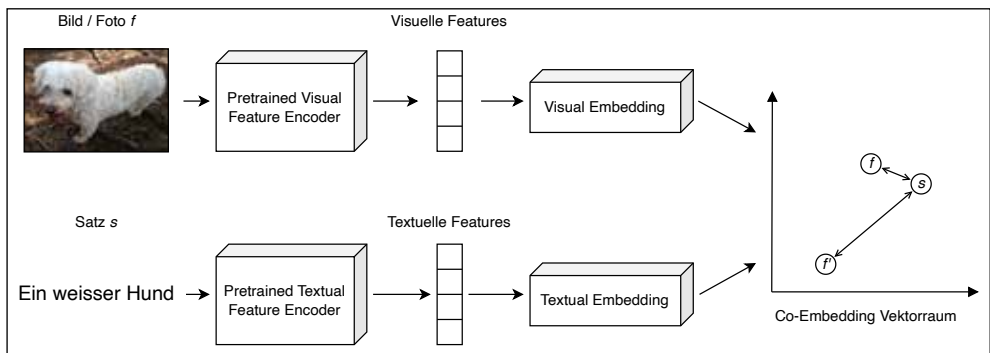 Bild / Foto f
Visuelle Features
Pretrained Visual
Feature Encoder
Visual Embedding
f
s
f'
Co-Embedding Vektorraum
Satz s
Textuelle Features
Ein weisser Hund
Pretrained Textual
Feature Encoder
Textual Embedding